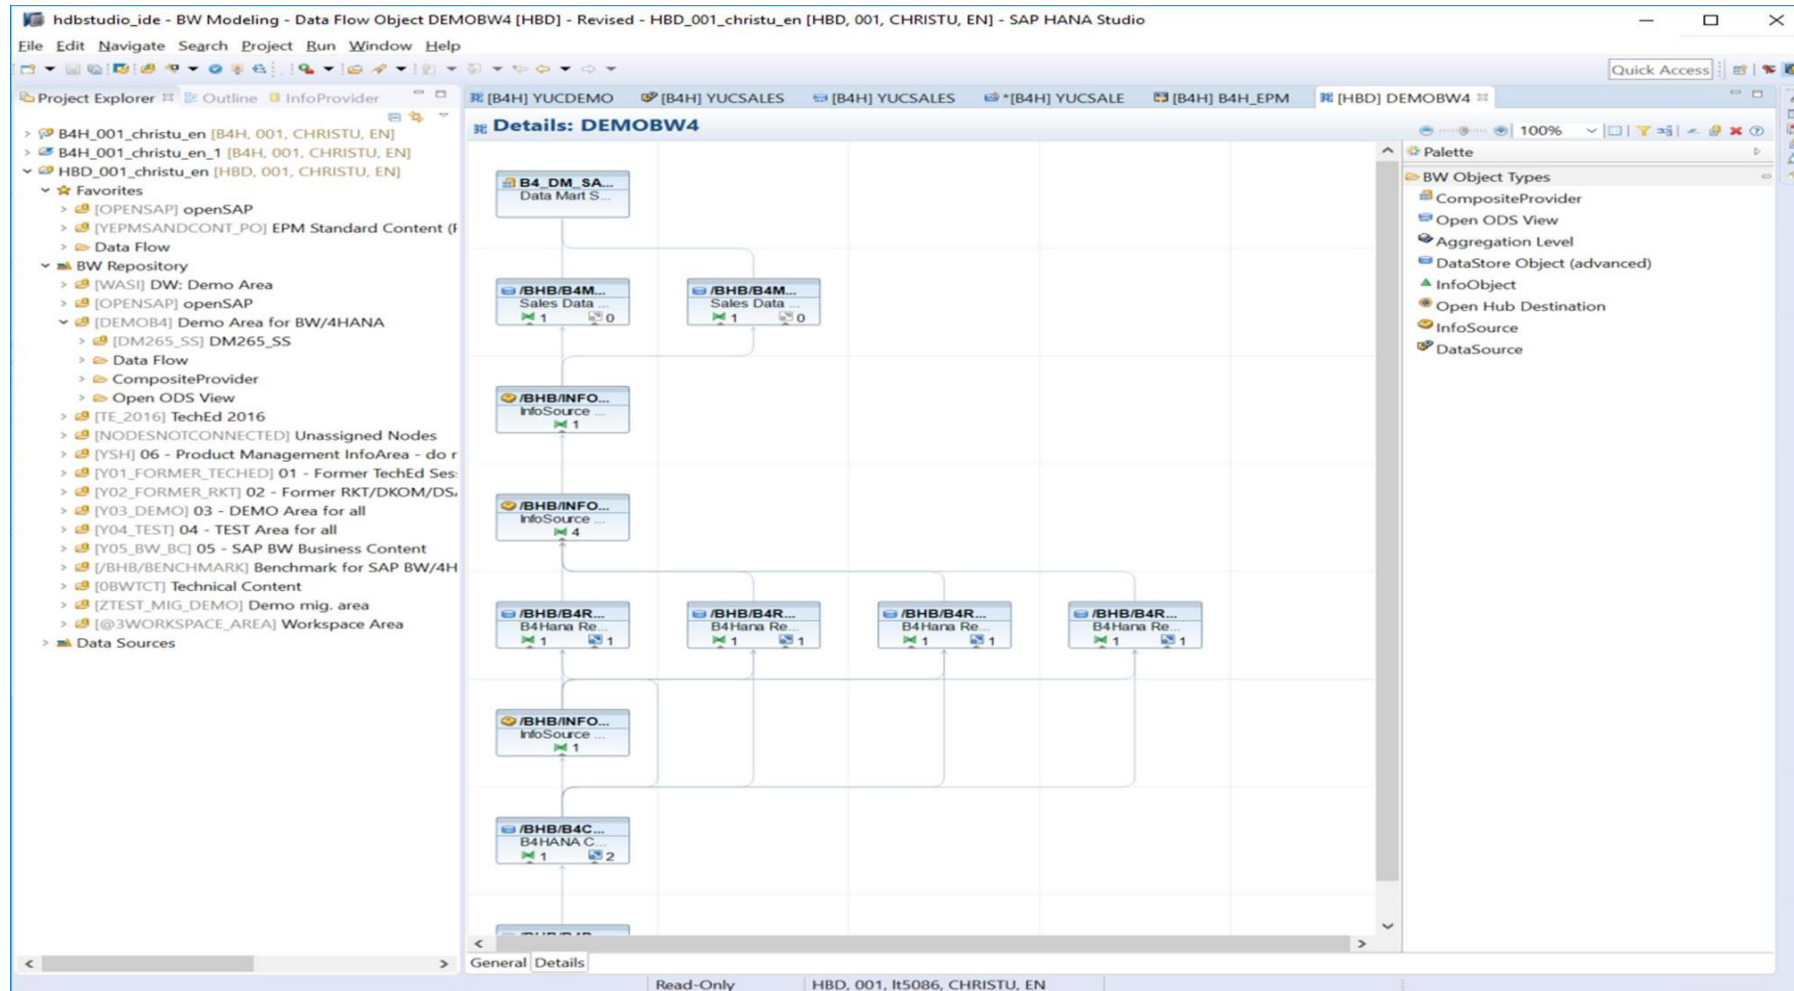 hdbstudio_ide - BW Modeling - Data Flow Object DEMOBW4 [HBD] - Revised - HBD_001_christu_en [HBD, 001, CHRISTU, EN] - SAP HANA Studio
File Edit Navigate Search Project Run Window Help
Quick Access
Project Explorer Outline InfoProvider
[B4H] YUCDEMO [B4H] YUCSALES [B4H] YUCSALES *[B4H] YUCSALE [B4H] B4H_EPM [HBD] DEMOBW4
Details: DEMOBW4
100%
B4H_001_christu_en [B4H, 001, CHRISTU, EN]
B4H_001_christu_en_1 [B4H, 001, CHRISTU, EN]
HBD_001_christu_en [HBD, 001, CHRISTU, EN]
Favorites
[OPENSAP] openSAP
[YEPMSANDCONT_PO] EPM Standard Content (F
Data Flow
BW Repository
[WASI] DW: Demo Area
[OPENSAP] openSAP
[DEMOB4] Demo Area for BW/4HANA
[DM265_SS] DM265_SS
Data Flow
CompositeProvider
Open ODS View
[TE_2016] TechEd 2016
[NODESNOTCONNECTED] Unassigned Nodes
[YSH] 06 - Product Management InfoArea - do r
[Y01_FORMER_TECHED] 01 - Former TechEd Ses
[Y02_FORMER_RKT] 02 - Former RKT/DKOM/DS
[Y03_DEMO] 03 - DEMO Area for all
[Y04_TEST] 04 - TEST Area for all
[Y05_BW_BC] 05 - SAP BW Business Content
[/BHB/BENCHMARK] Benchmark for SAP BW/4H
[0BWTCT] Technical Content
[ZTEST_MIG_DEMO] Demo mig. area
[@3WORKSPACE_AREA] Workspace Area
Data Sources
B4_DM_SA...
Data Mart S...
/BHB/B4M... /BHB/B4M...
Sales Data ... Sales Data ...
1 0 1 0
/BHB/INFO...
InfoSource ...
1
/BHB/INFO...
InfoSource ...
4
/BHB/B4R... /BHB/B4R... /BHB/B4R... /BHB/B4R...
B4Hana Re... B4Hana Re... B4Hana Re... B4Hana Re...
1 1 1 1 1 1 1 1
/BHB/INFO...
InfoSource ...
1
/BHB/B4C...
B4HANA C...
1 2
Palette
BW Object Types
CompositeProvider
Open ODS View
Aggregation Level
DataStore Object (advanced)
InfoObject
Open Hub Destination
InfoSource
DataSource
General Details
Read-Only HBD, 001, lt5086, CHRISTU, EN